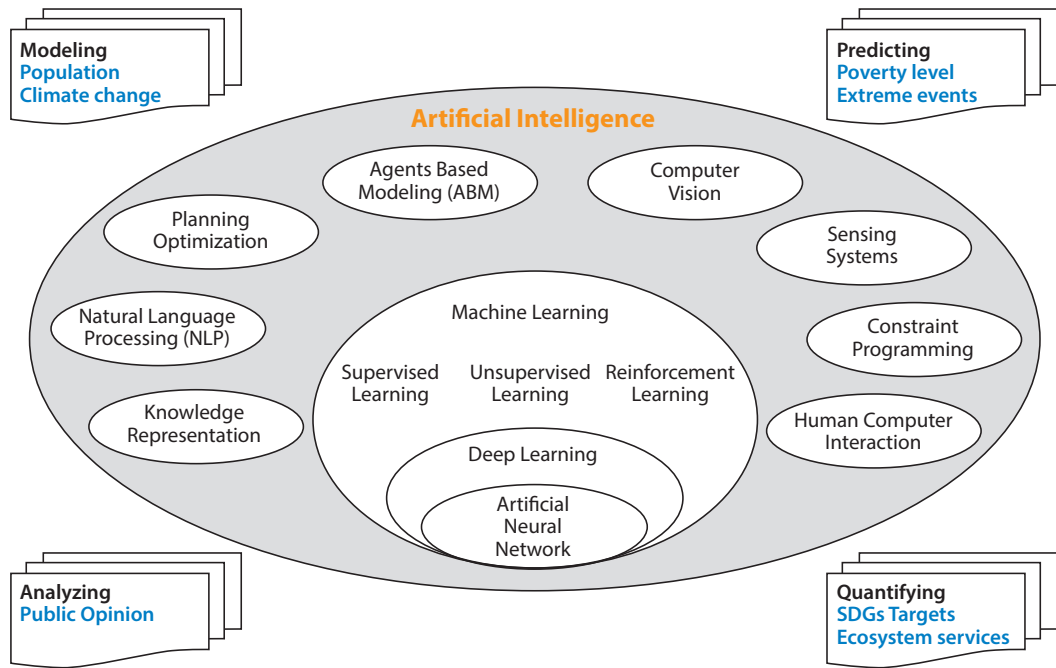 Modeling
Population
Climate change
Predicting
Poverty level
Extreme events
Artificial Intelligence
Agents Based
Modeling (ABM)
Computer
Vision
Planning
Optimization
Sensing
Systems
Natural Language
Processing (NLP)
Machine Learning
Constraint
Programming
Supervised
Learning
Unsupervised
Learning
Reinforcement
Learning
Knowledge
Representation
Human Computer
Interaction
Deep Learning
Artificial
Neural
Network
Analyzing
Public Opinion
Quantifying
SDGs Targets
Ecosystem services